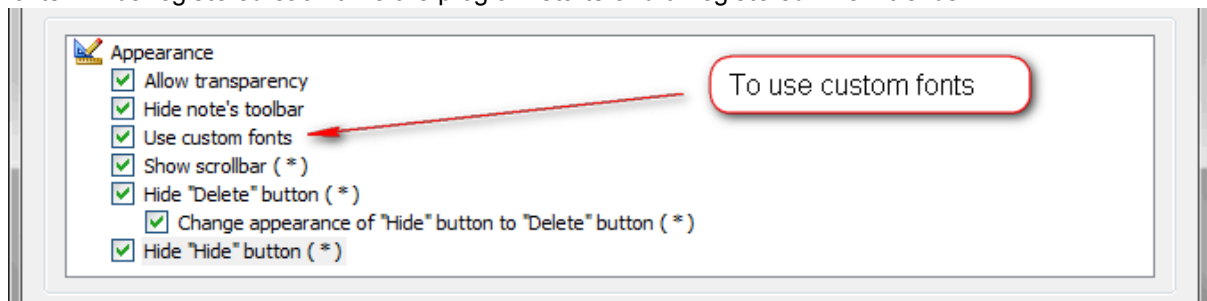 Appearance
Allow transparency
To use custom fonts
Hide note's toolbar
Use custom fonts
Show scrollbar ( * )
Hide "Delete" button ( * )
Change appearance of "Hide" button to "Delete" button ( * )
Hide "Hide" button ( * )